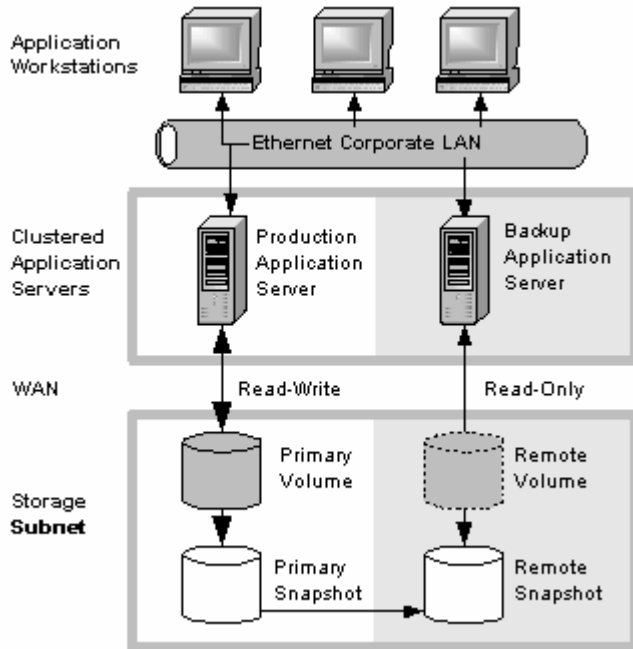 Application
Workstations
Ethernet Corporate LAN
Clustered
Application
Servers
Production
Application
Server
Backup
Application
Server
WAN
Read-Write
Read-Only
Storage
Subnet
Primary
Volume
Remote
Volume
Primary
Snapshot
Remote
Snapshot